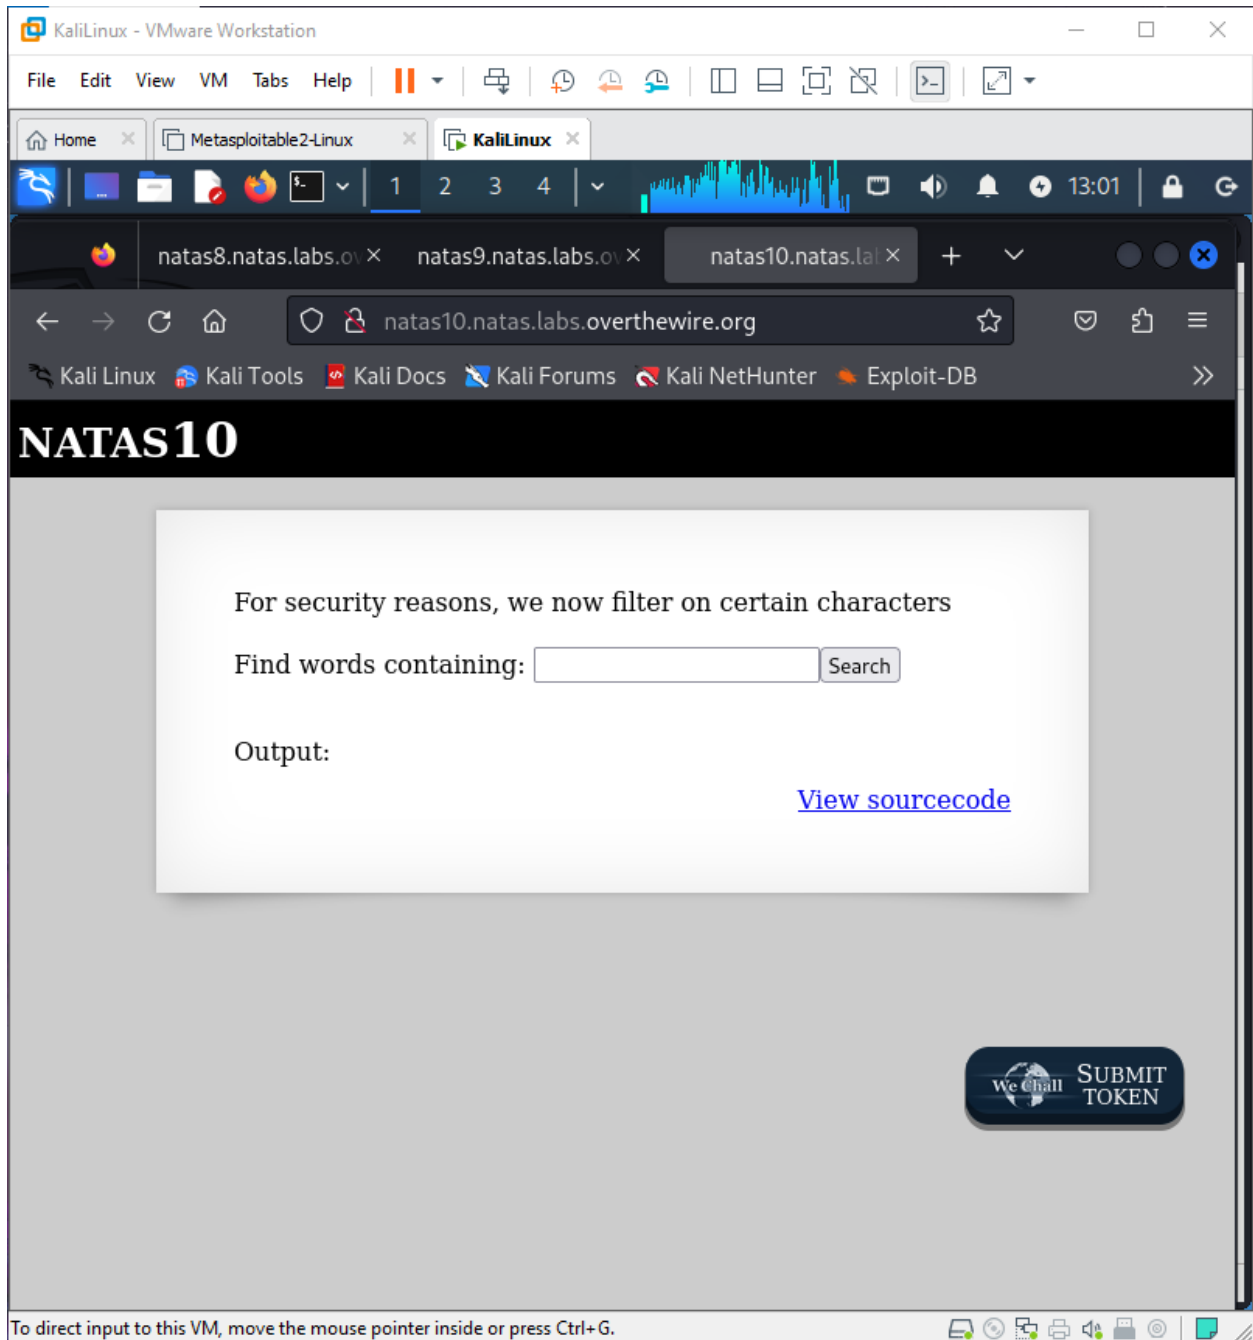 KaliLinux - VMware Workstation
File Edit View VM Tabs Help
Home Metasploitable2-Linux KaliLinux
1 2 3 4 13:01
natas8.natas.labs.ov natas9.natas.labs.ov natas10.natas.lab
natas10.natas.labs.overthewire.org
Kali Linux Kali Tools Kali Docs Kali Forums Kali NetHunter Exploit-DB
NATAS10
For security reasons, we now filter on certain characters
Find words containing: Search
Output:
View sourcecode
We Chall SUBMIT
TOKEN
To direct input to this VM, move the mouse pointer inside or press Ctrl+G.